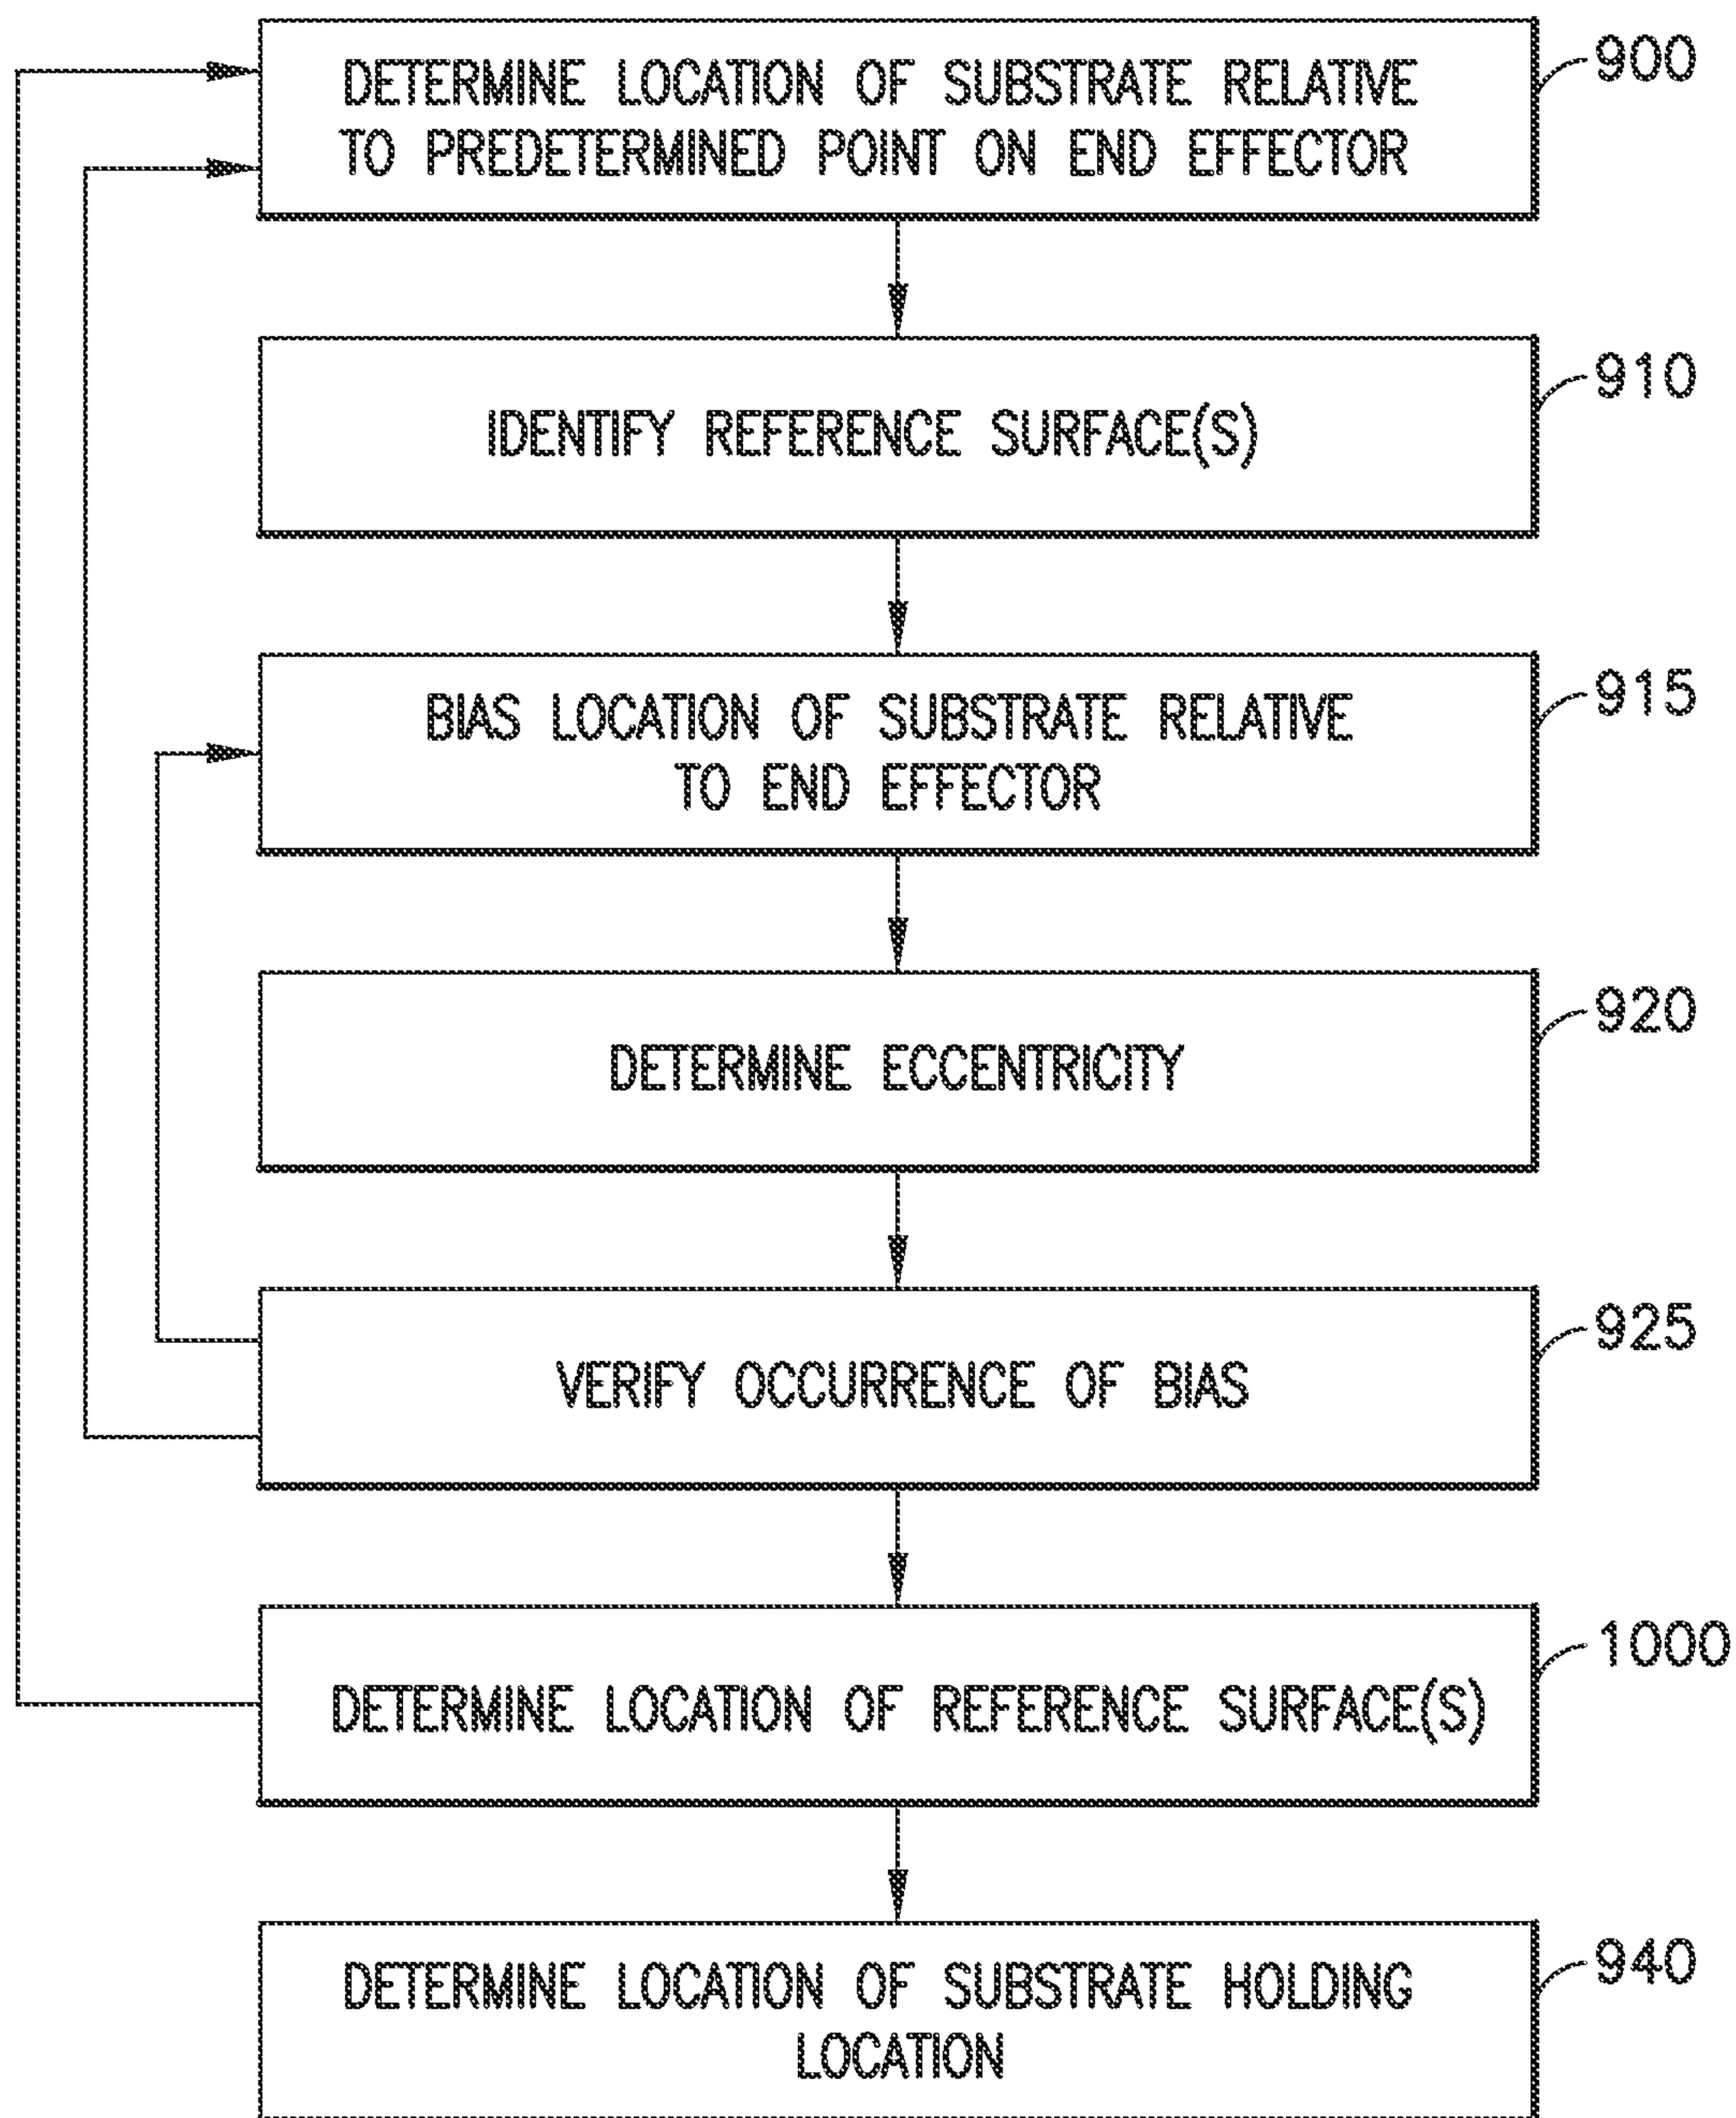 DETERMINE LOCATION OF SUBSTRATE RELATIVE
TO PREDETERMINED POINT ON END EFFECTOR
900
IDENTIFY REFERENCE SURFACE(S)
910
BIAS LOCATION OF SUBSTRATE RELATIVE
TO END EFFECTOR
915
DETERMINE ECCENTRICITY
920
VERIFY OCCURRENCE OF BIAS
925
DETERMINE LOCATION OF REFERENCE SURFACE(S)
1000
DETERMINE LOCATION OF SUBSTRATE HOLDING
LOCATION
940